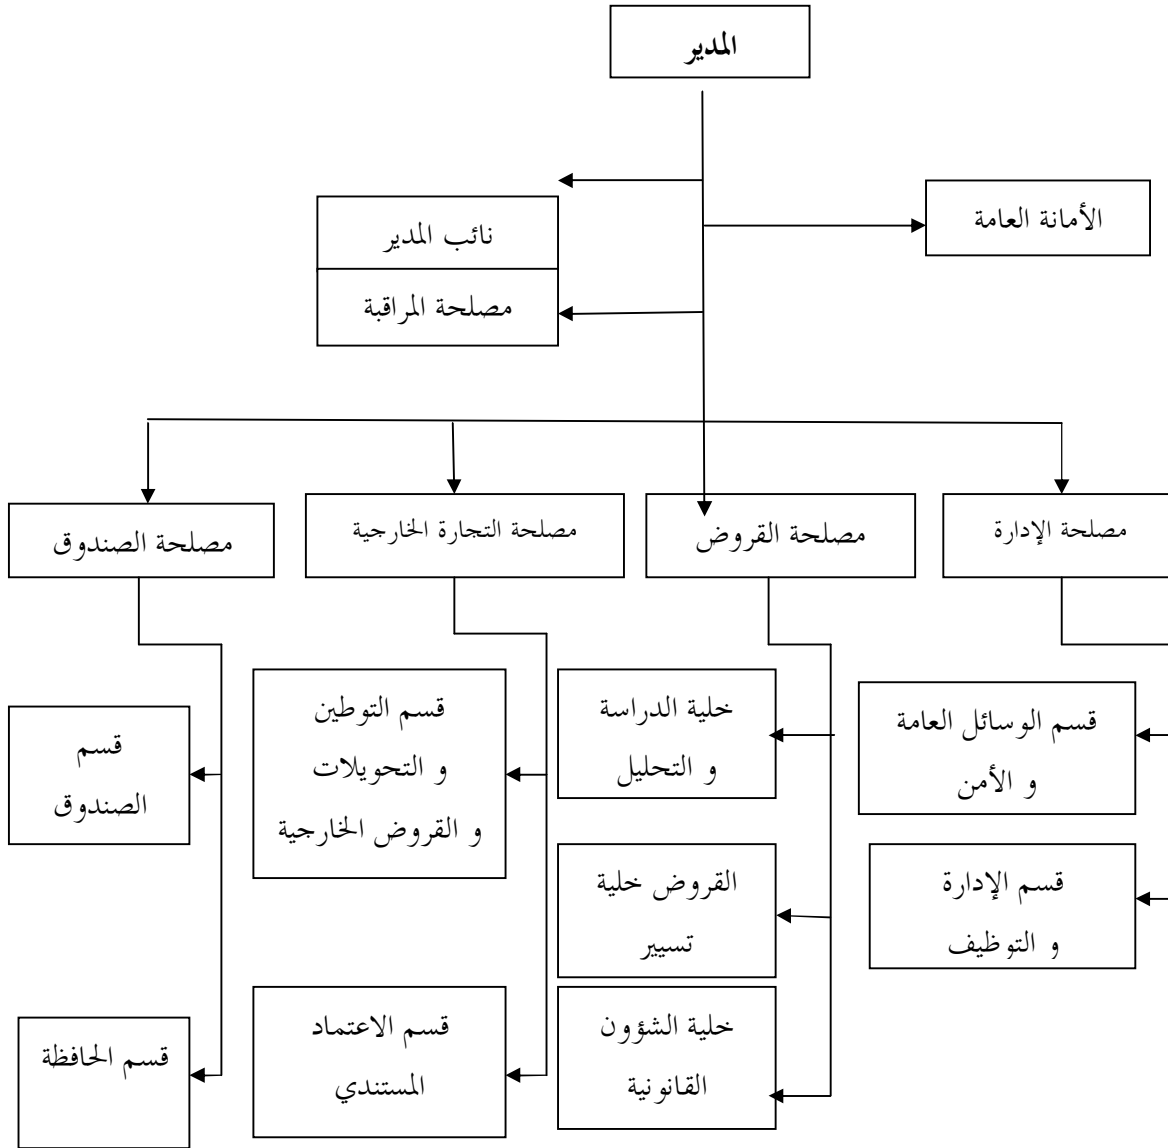 المدير
الأمانة العامة
نائب المدير
مصلحة المراقبة
مصلحة الإدارة
مصلحة القروض
مصلحة التجارة الخارجية
مصلحة الصندوق
قسم الوسائل العامة
و الأمن
خلية الدراسة
و التحليل
قسم التوطين
و التحويلات
و القروض الخارجية
قسم
الصندوق
قسم الإدارة
و التوظيف
القروض خلية
تسيير
خلية الشؤون
القانونية
قسم الاعتماد
المستندي
قسم الحافظة